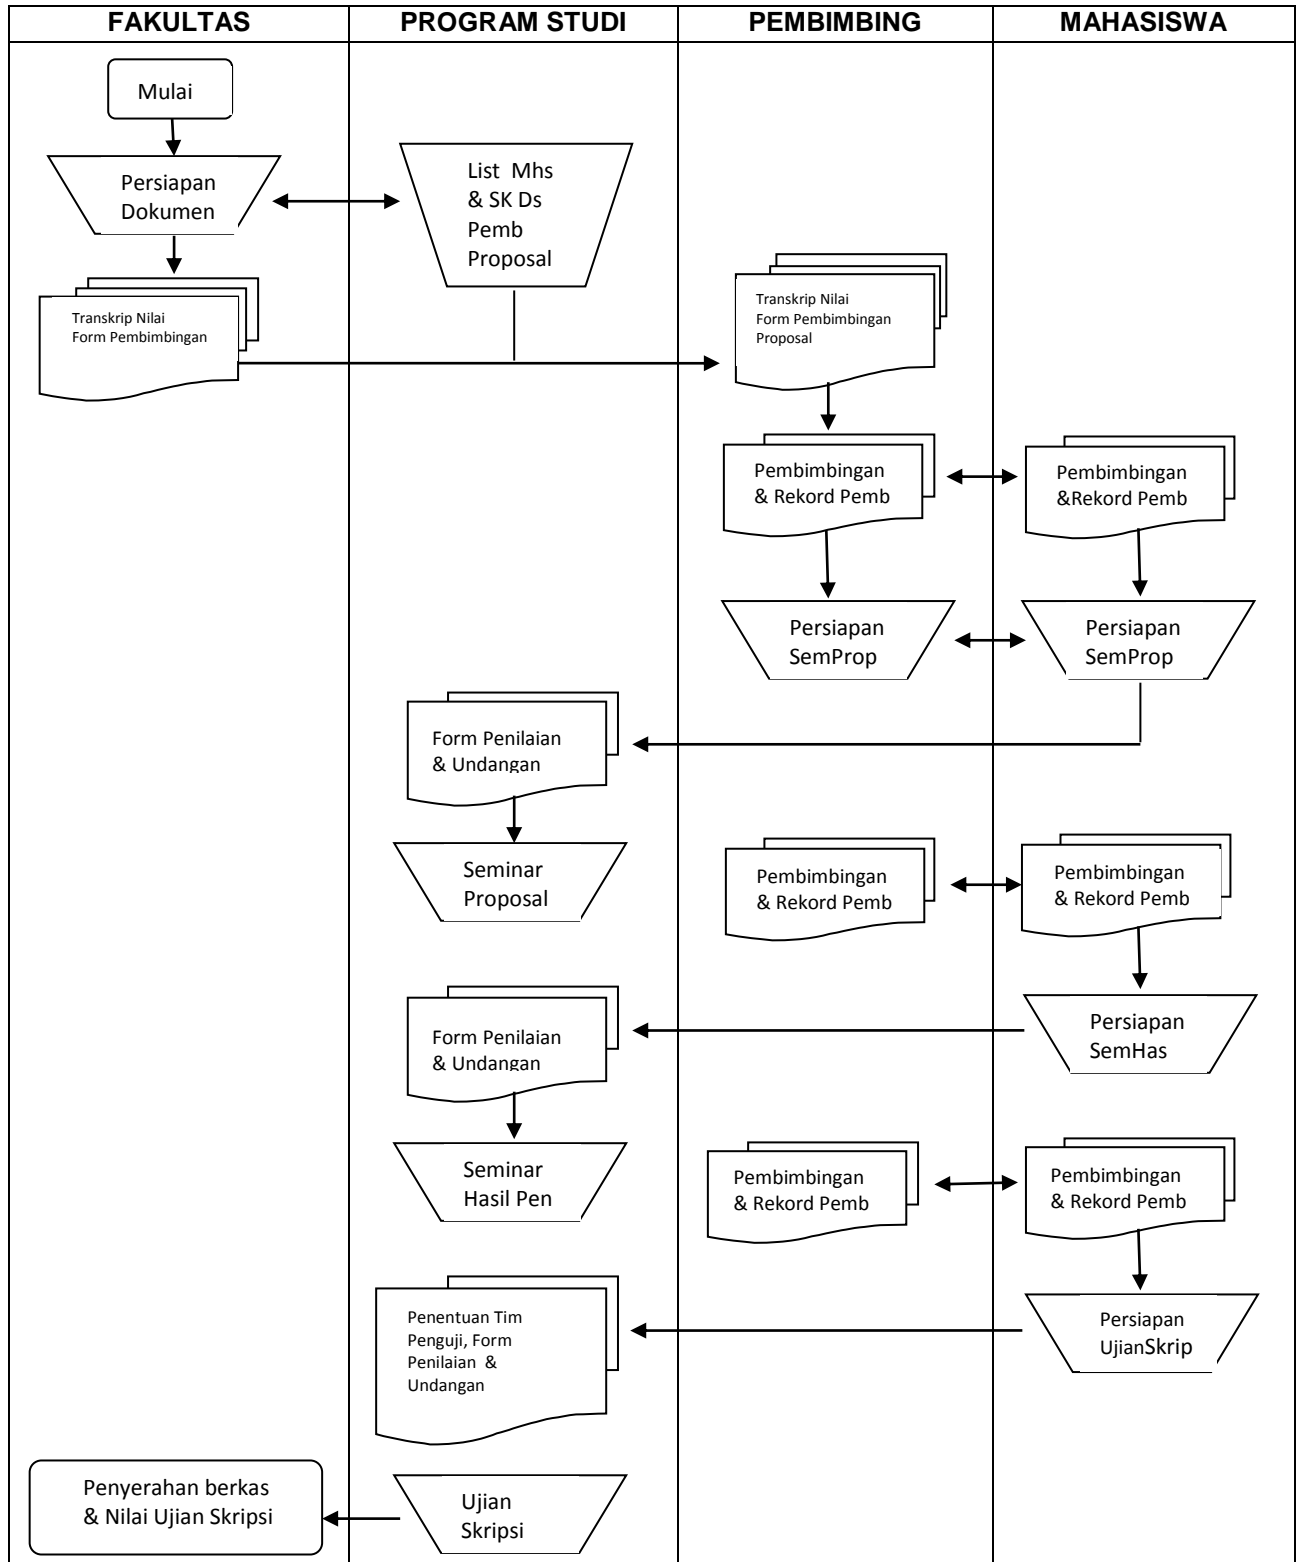 FAKULTAS
PROGRAM STUDI
PEMBIMBING
MAHASISWA
Mulai
Persiapan
Dokumen
List Mhs
& SK Ds
Pemb
Proposal
Transkrip Nilai
Form Pembimbingan
Transkrip Nilai
Form Pembimbingan
Proposal
Pembimbingan
& Rekord Pemb
Pembimbingan
&Rekord Pemb
Persiapan
SemProp
Persiapan
SemProp
Form Penilaian
& Undangan
Seminar
Proposal
Pembimbingan
& Rekord Pemb
Pembimbingan
& Rekord Pemb
Persiapan
SemHas
Form Penilaian
& Undangan
Seminar
Hasil Pen
Pembimbingan
& Rekord Pemb
Pembimbingan
& Rekord Pemb
Persiapan
UjianSkrip
Penentuan Tim
Penguji, Form
Penilaian &
Undangan
Penyerahan berkas
& Nilai Ujian Skripsi
Ujian
Skripsi